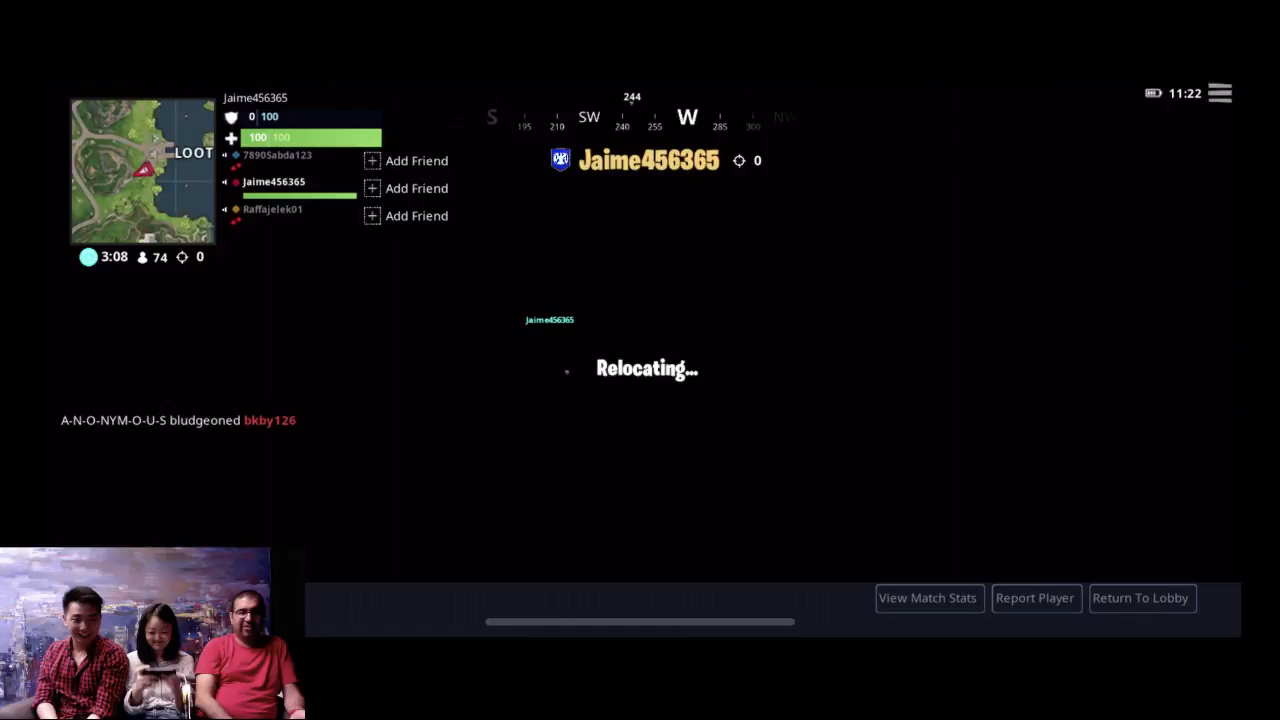 Jaime456365
0 100
100 100
7890Sabda123
Add Friend
Jaime456365
Add Friend
Raffajelek01
Add Friend
LOOT
3:08 74 0
244
S SW W NW
195 210 240 255 285 300
Jaime456365 0
11:22
Jaime456365
Relocating...
A-N-O-NYM-O-U-S bludgeoned bkby126
View Match Stats
Report Player
Return To Lobby